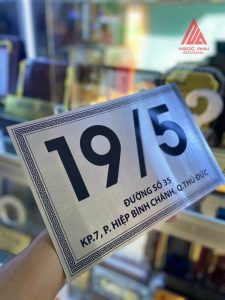 NGỌC ÁNH
19/5
ĐƯỜNG SỐ 35
KP.7, P. HIỆP BÌNH CHÁNH, Q.THỦ ĐỨC